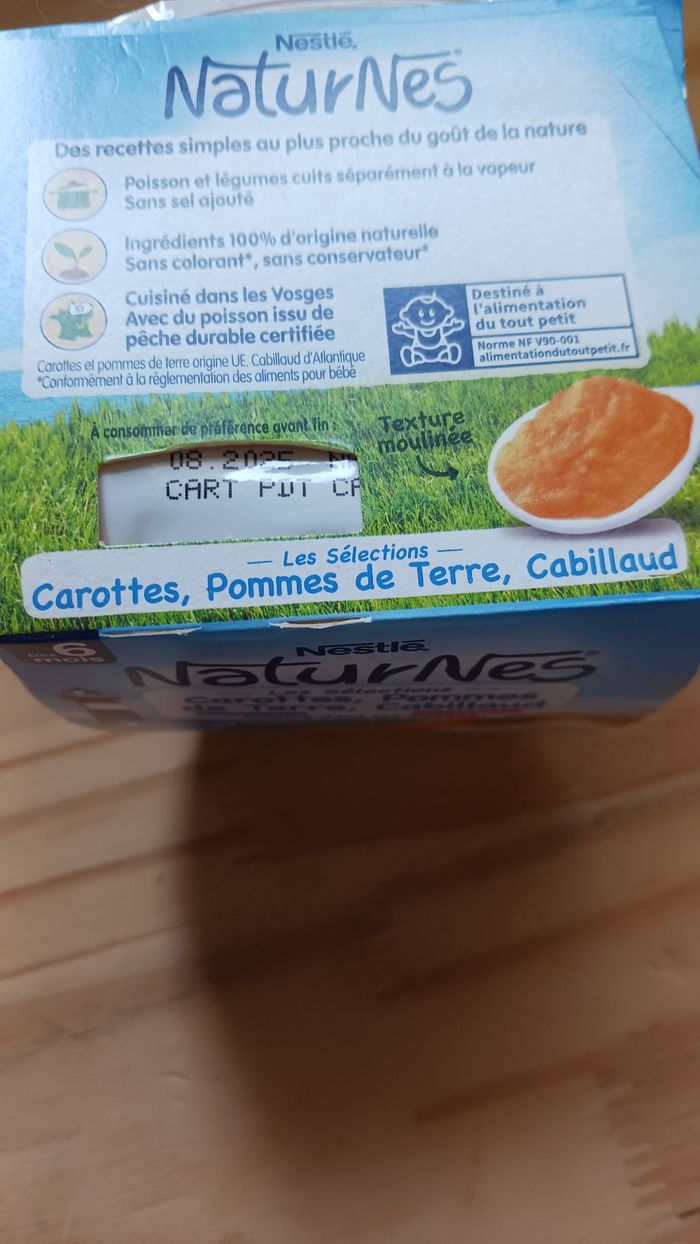 Nestlé
NaturNes
Des recettes simples au plus proche du goût de la nature
Poisson et légumes cuits séparément à la vapeur
Sans sel ajouté
Ingrédients 100% d'origine naturelle
Sans colorant*, sans conservateur*
Cuisiné dans les Vosges
Avec du poisson issu de
pêche durable certifiée
Carottes et pommes de terre origine UE. Cabillaud d'Atlantique
*Conformément à la réglementation des aliments pour bébé
Destiné à
l'alimentation
du tout petit
Norme NF V90-001
alimentationdutoutpetit.fr
À consommer de préférence avant fin :
08.2025
CART PDT
Texture
moulinée
Les Sélections
Carottes, Pommes de Terre, Cabillaud
Dès 6
mois
Nestlé
NaturNes®
Les Sélections
Carottes, Pommes
de Terre, Cabillaud